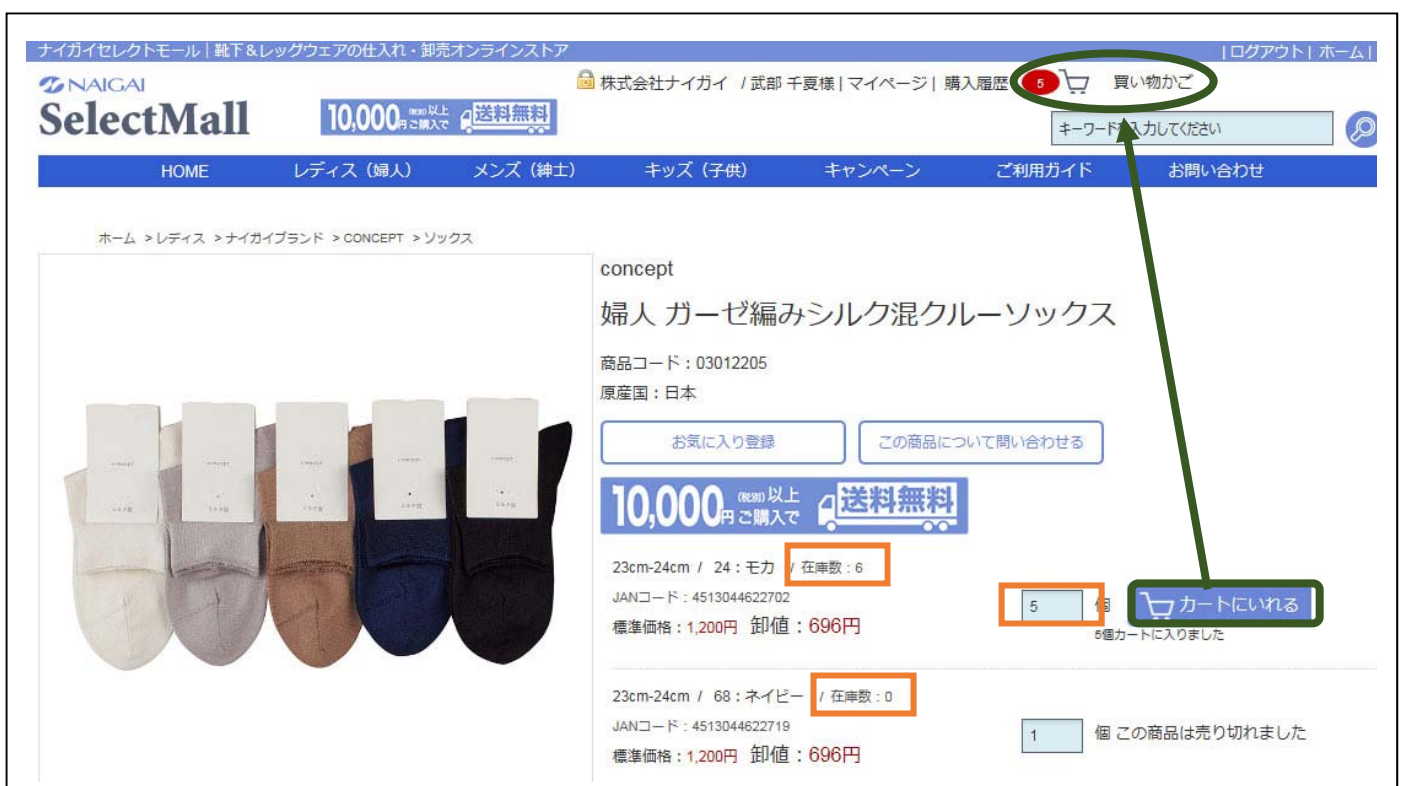 ナイガイセレクトモール｜靴下＆レッグウェアの仕入れ・卸売オンラインストア
| ログアウト | ホーム |
NAIGAI
SelectMall
10,000円(税別)以上ご購入で 送料無料
株式会社ナイガイ / 武部 千夏様 | マイページ | 購入履歴
5 買い物かご
キーワードを入力してください
HOME レディス（婦人） メンズ（紳士） キッズ（子供） キャンペーン ご利用ガイド お問い合わせ
ホーム >レディス >ナイガイブランド >CONCEPT >ソックス
concept
婦人 ガーゼ編みシルク混クルーソックス
商品コード：03012205
原産国：日本
お気に入り登録 この商品について問い合わせる
10,000円(税別)以上ご購入で 送料無料
23cm-24cm / 24：モカ / 在庫数：6
JANコード：4513044622702
標準価格：1,200円 卸値：696円
5 個 カートにいれる
5個カートに入りました
23cm-24cm / 68：ネイビー / 在庫数：0
JANコード：4513044622719
標準価格：1,200円 卸値：696円
1 個 この商品は売り切れました